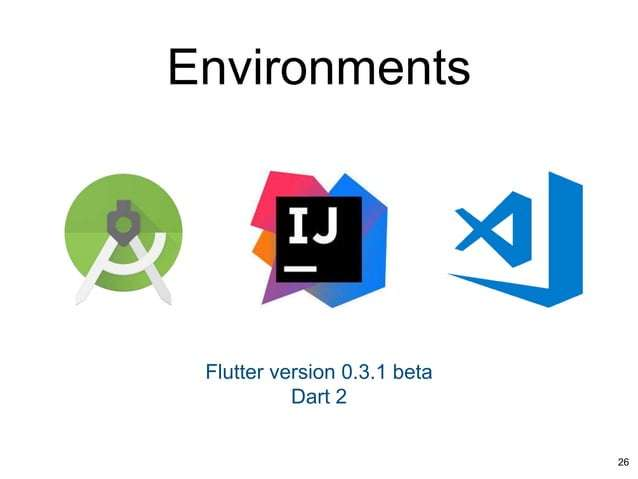 Environments
IJ
Flutter version 0.3.1 beta
Dart 2
26